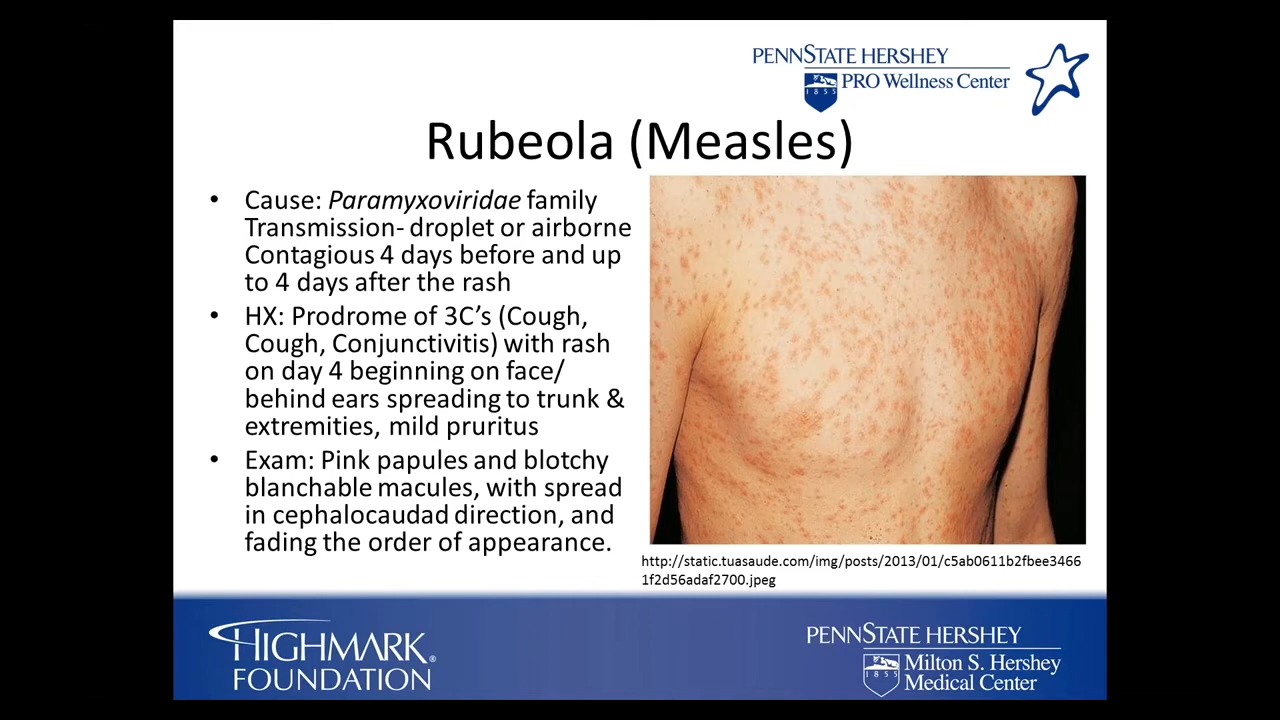 PENNSTATE HERSHEY
PRO Wellness Center
1855
Rubeola (Measles)
• Cause: Paramyxoviridae family
Transmission- droplet or airborne
Contagious 4 days before and up
to 4 days after the rash
• HX: Prodrome of 3C’s (Cough,
Cough, Conjunctivitis) with rash
on day 4 beginning on face/
behind ears spreading to trunk &
extremities, mild pruritus
• Exam: Pink papules and blotchy
blanchable macules, with spread
in cephalocaudad direction, and
fading the order of appearance.
http://static.tuasaude.com/img/posts/2013/01/c5ab0611b2fbee3466
1f2d56adaf2700.jpeg
HIGHMARK®
FOUNDATION
PENNSTATE HERSHEY
Milton S. Hershey
Medical Center
1855